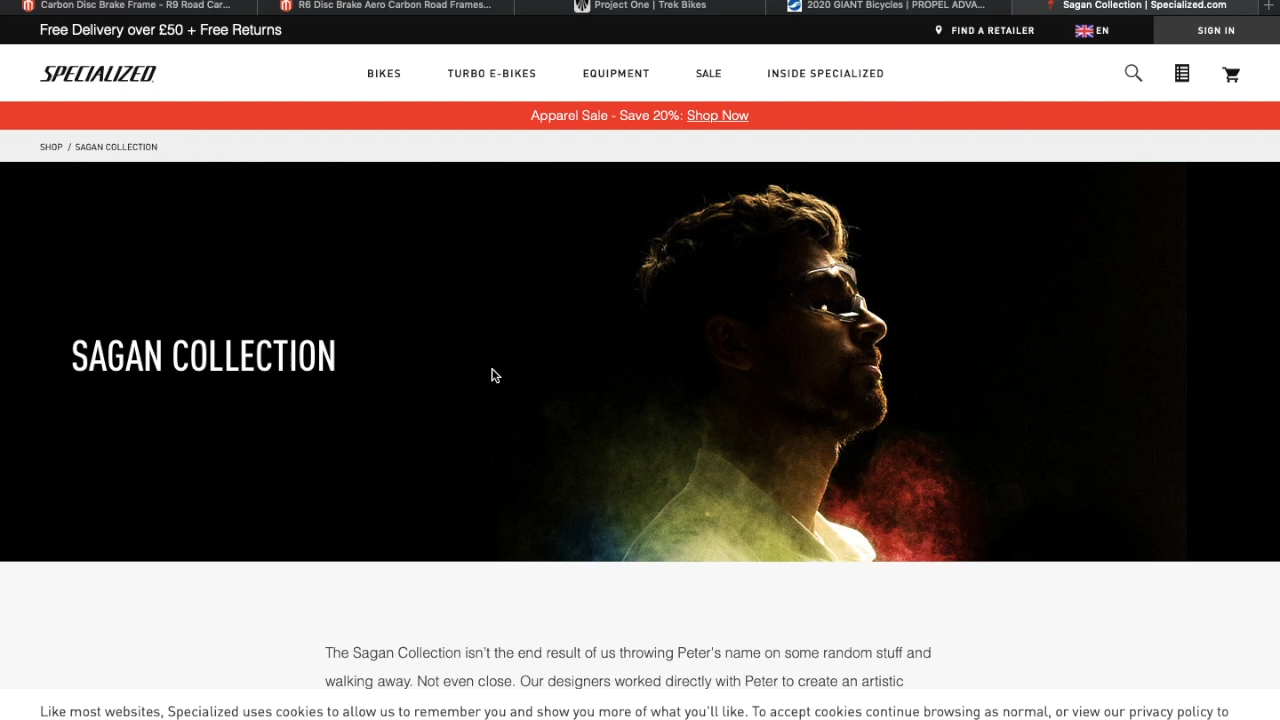 Carbon Disc Brake Frame - R9 Road Car...
R6 Disc Brake Aero Carbon Road Frames...
Project One | Trek Bikes
2020 GIANT Bicycles | PROPEL ADVA...
Sagan Collection | Specialized.com
Free Delivery over £50 + Free Returns
FIND A RETAILER
EN
SIGN IN
SPECIALIZED
BIKES
TURBO E-BIKES
EQUIPMENT
SALE
INSIDE SPECIALIZED
Apparel Sale - Save 20%: Shop Now
SHOP / SAGAN COLLECTION
SAGAN COLLECTION
The Sagan Collection isn't the end result of us throwing Peter's name on some random stuff and
walking away. Not even close. Our designers worked directly with Peter to create an artistic
Like most websites, Specialized uses cookies to allow us to remember you and show you more of what you'll like. To accept cookies continue browsing as normal, or view our privacy policy to